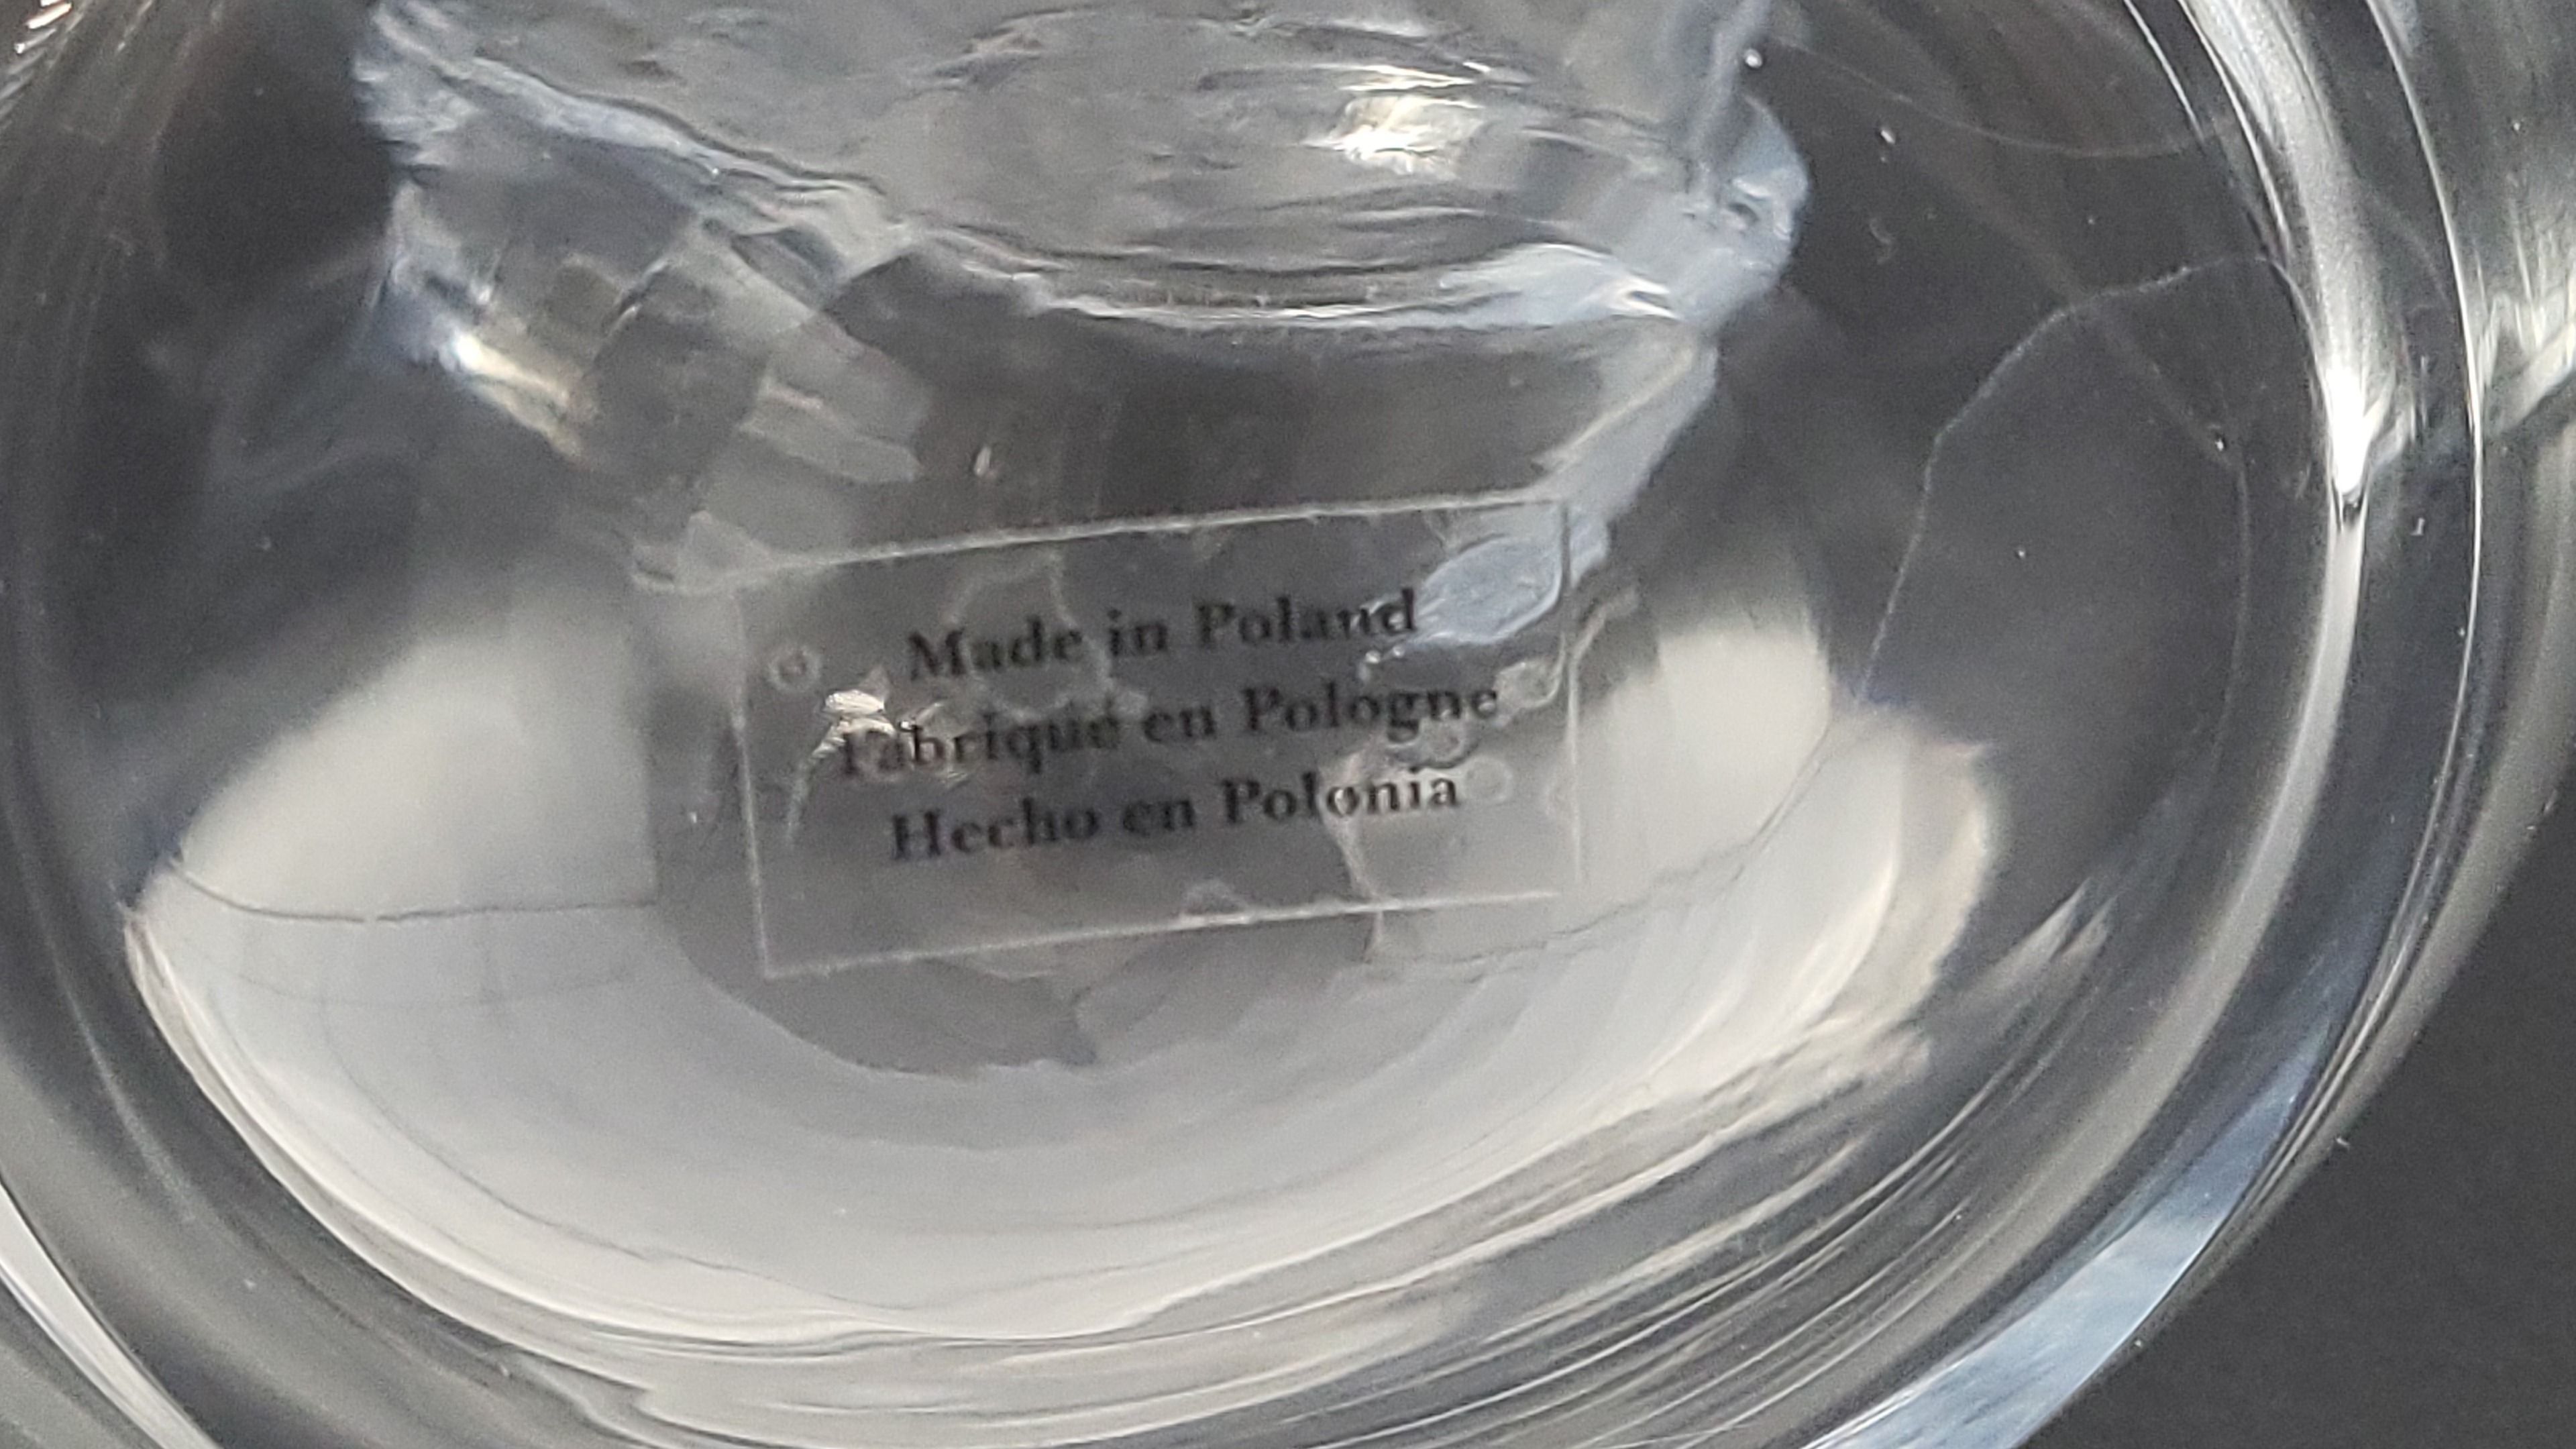 Made in Poland
Fabriqué en Pologne
Hecho en Polonia